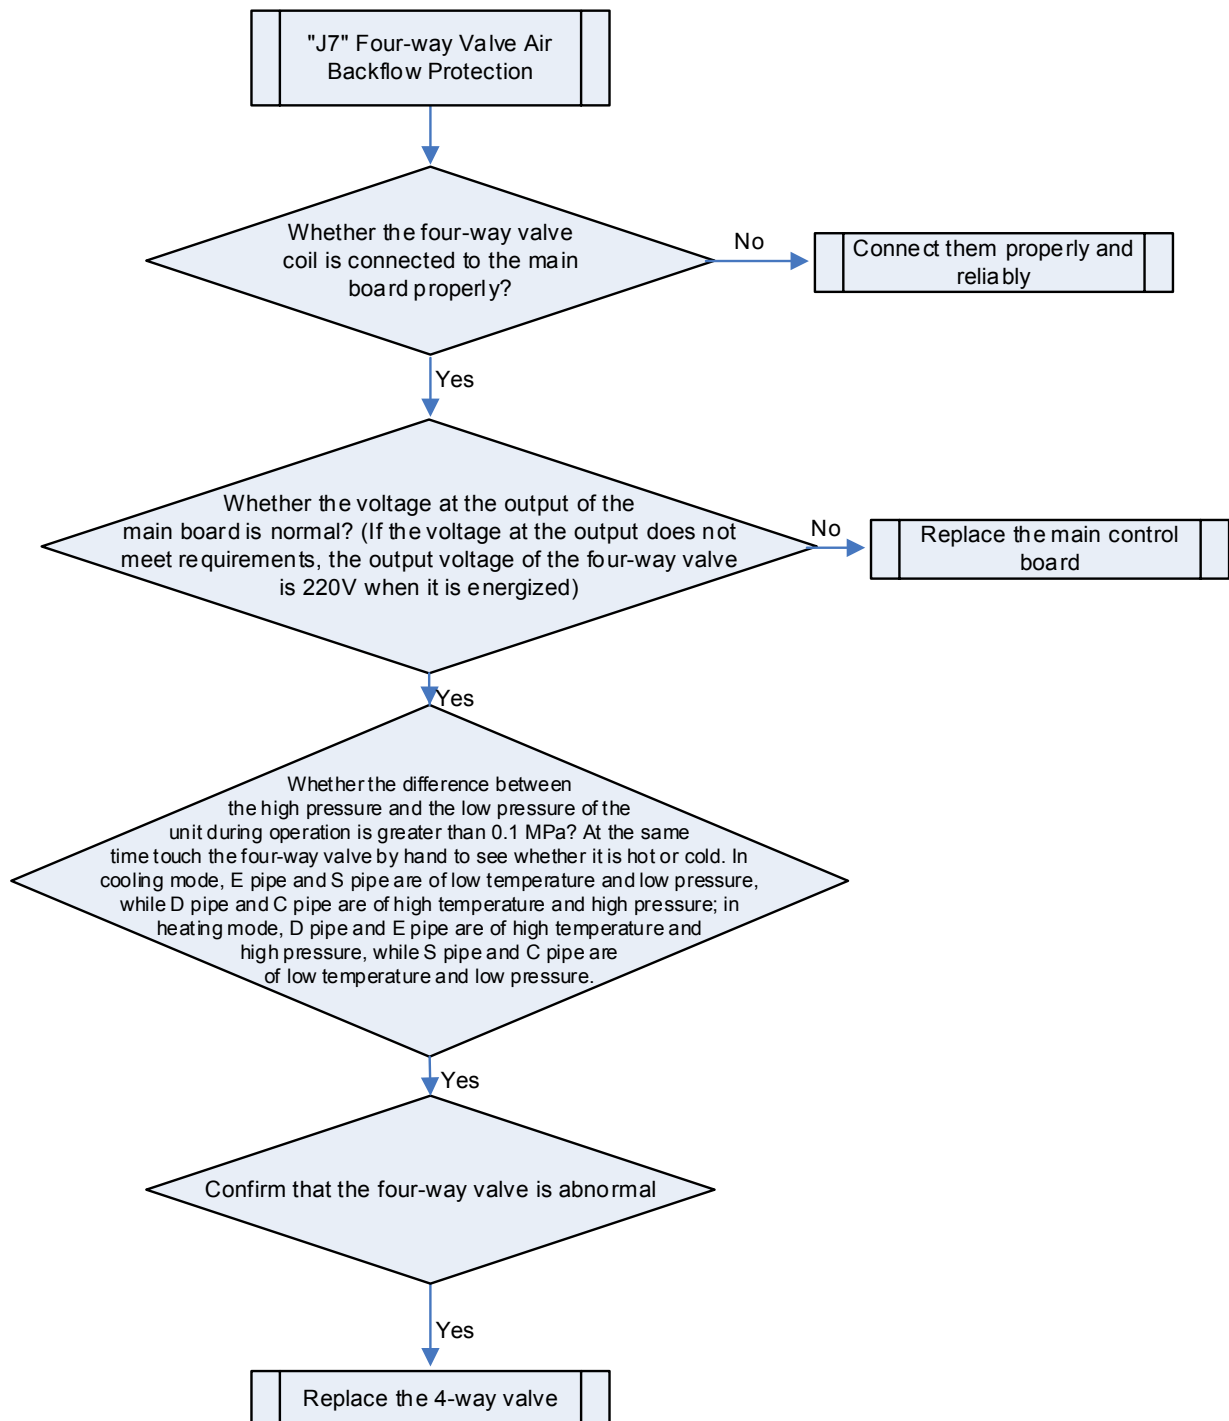 "J7" Four-way Valve Air
Backflow Protection
Whether the four-way valve
coil is connected to the main
board properly?
No
Connect them properly and
reliably
Yes
Whether the voltage at the output of the
main board is normal? (If the voltage at the output does not
meet requirements, the output voltage of the four-way valve
is 220V when it is energized)
No
Replace the main control
board
Yes
Whether the difference between
the high pressure and the low pressure of the
unit during operation is greater than 0.1 MPa? At the same
time touch the four-way valve by hand to see whether it is hot or cold. In
cooling mode, E pipe and S pipe are of low temperature and low pressure,
while D pipe and C pipe are of high temperature and high pressure; in
heating mode, D pipe and E pipe are of high temperature and
high pressure, while S pipe and C pipe are
of low temperature and low pressure.
Yes
Confirm that the four-way valve is abnormal
Yes
Replace the 4-way valve